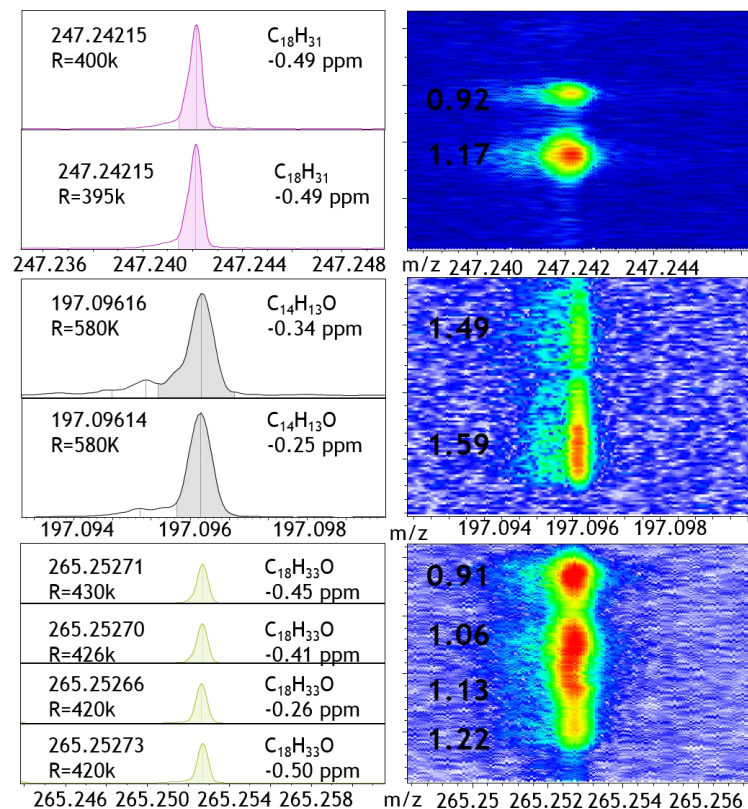 247.24215 C18H31
R=400k -0.49 ppm
247.24215 C18H31
R=395k -0.49 ppm
0.92
1.17
247.236 247.240 247.244 247.248 m/z 247.240 247.242 247.244
197.09616 C14H13O
R=580K -0.34 ppm
197.09614 C14H13O
R=580K -0.25 ppm
1.49
1.59
197.094 197.096 197.098 m/z 197.094 197.096 197.098
265.25271 C18H33O
R=430k -0.45 ppm
265.25270 C18H33O
R=426k -0.41 ppm
265.25266 C18H33O
R=420k -0.26 ppm
265.25273 C18H33O
R=420k -0.50 ppm
0.91
1.06
1.13
1.22
265.246 265.250 265.254 265.258 m/z 265.25 265.252 265.254 265.256